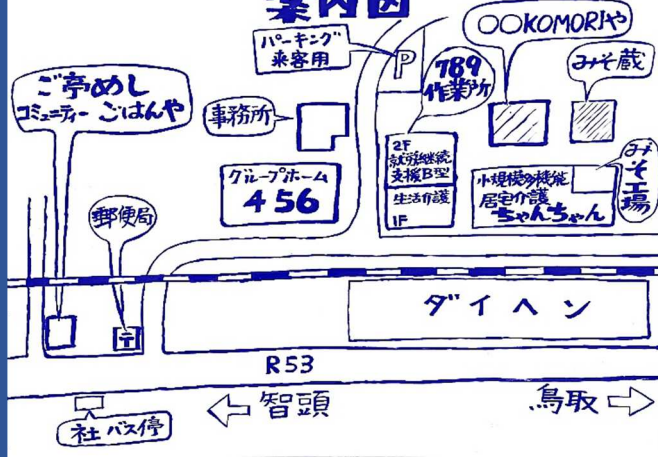 案内図
パーキング
乗客用
P
789
作業所
○○KOMORIや
みそ蔵
ご亭めし
コミュニティー ごはんや
事務所
2F
就労継続
支援B型
生活介護
1F
グループホーム
456
小規模多機能
居宅介護
ちゃんちゃん
みそ工場
郵便局
〒
ダイヘン
R53
智頭
鳥取
社 バス停